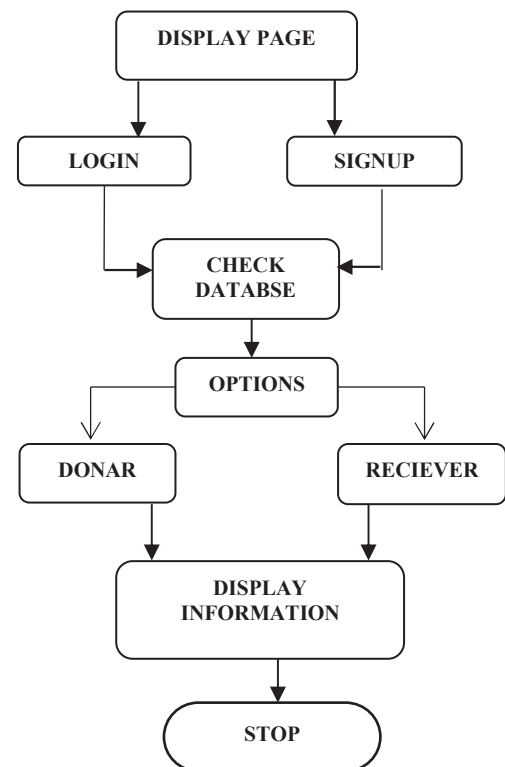 DISPLAY PAGE
LOGIN
SIGNUP
CHECK
DATABSE
OPTIONS
DONAR
RECIEVER
DISPLAY
INFORMATION
STOP